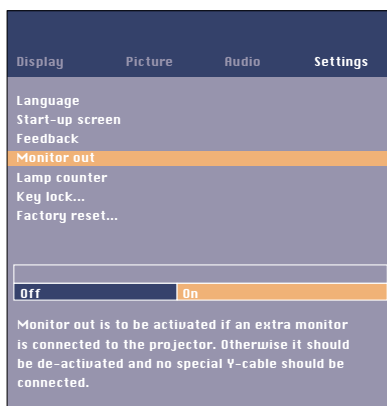 Display Picture Audio Settings
Language
Start-up screen
Feedback
Monitor out
Lamp counter
Key lock...
Factory reset...
Off On
Monitor out is to be activated if an extra monitor
is connected to the projector. Otherwise it should
be de-activated and no special Y-cable should be
connected.